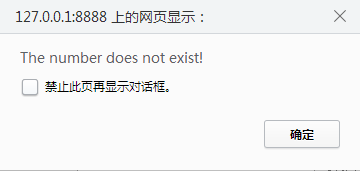 127.0.0.1:8888 上的网页显示：
The number does not exist!
禁止此页再显示对话框。
确定